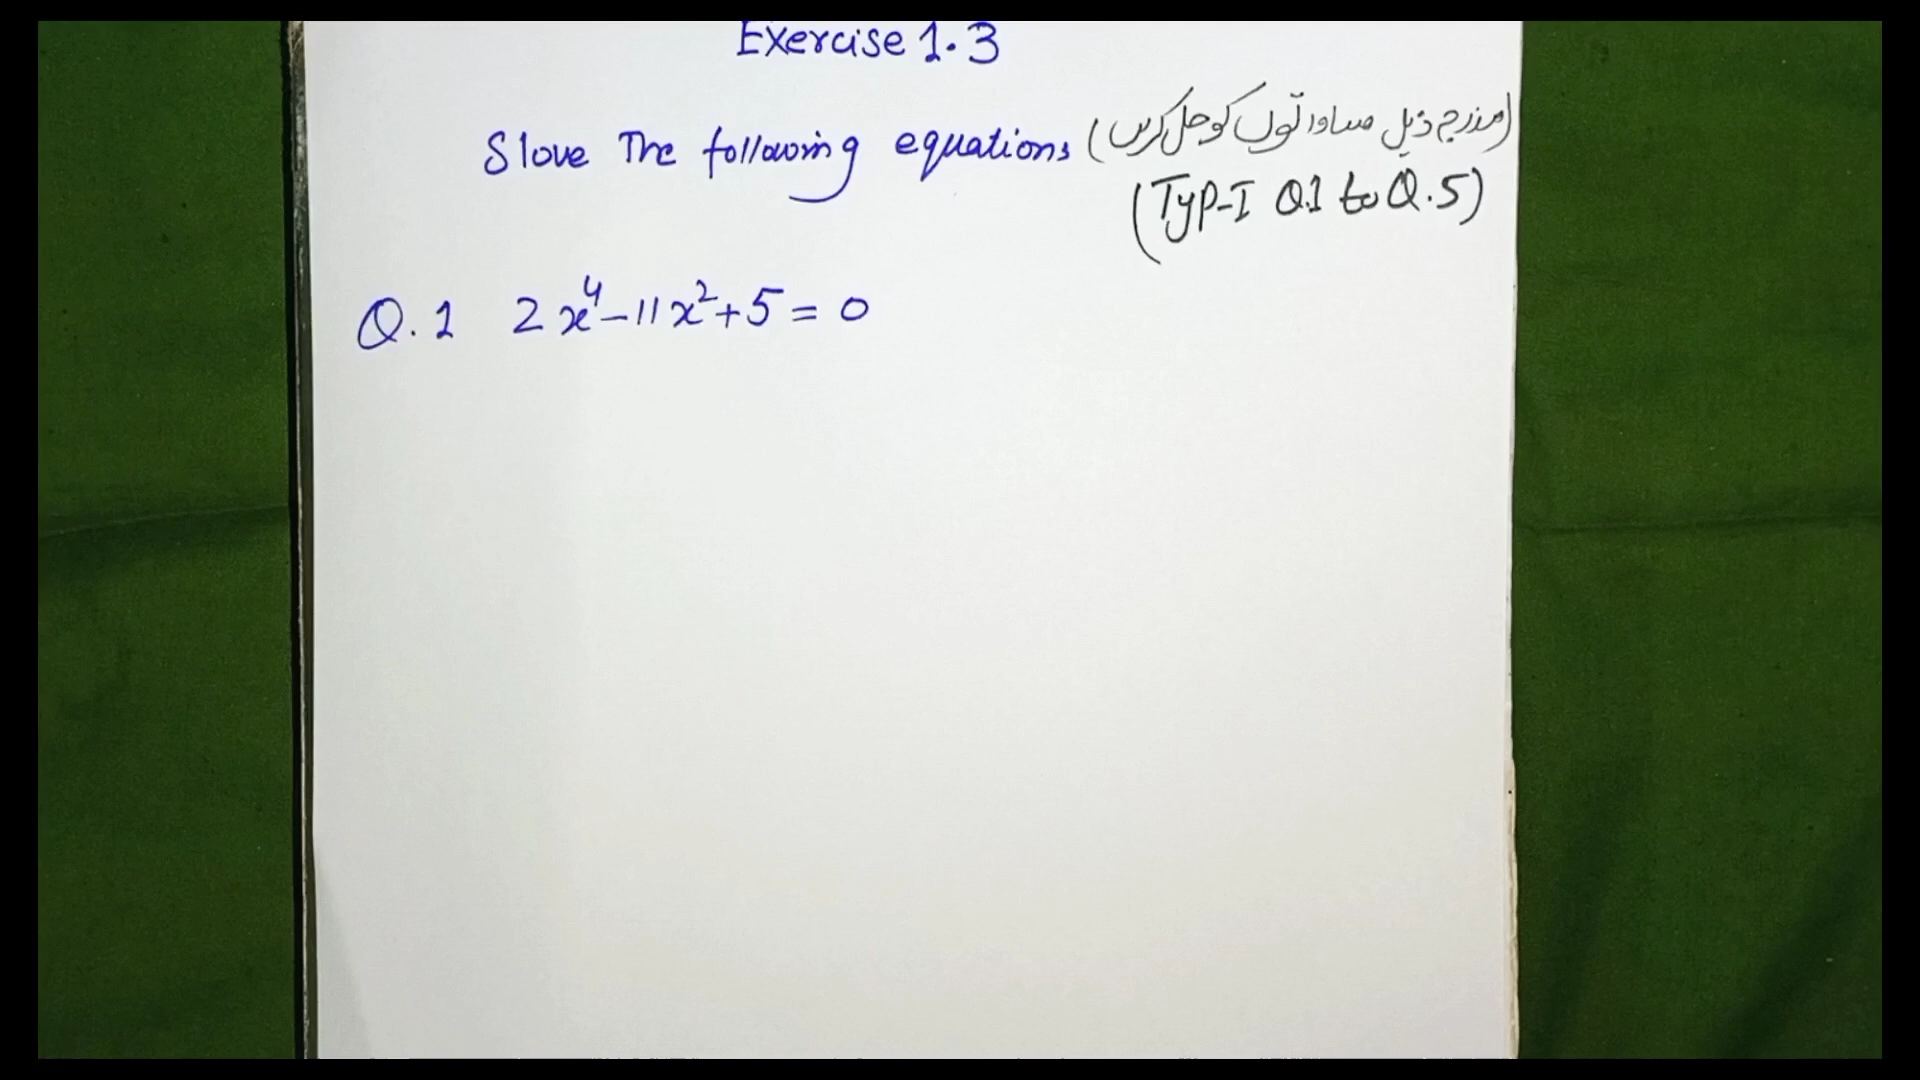 Exercise 1.3
Slove The following equations (مندرجہ ذیل مساواتوں کو حل کریں)
(Typ-I Q.1 to Q.5)
Q.1 2x⁴-11x²+5=0